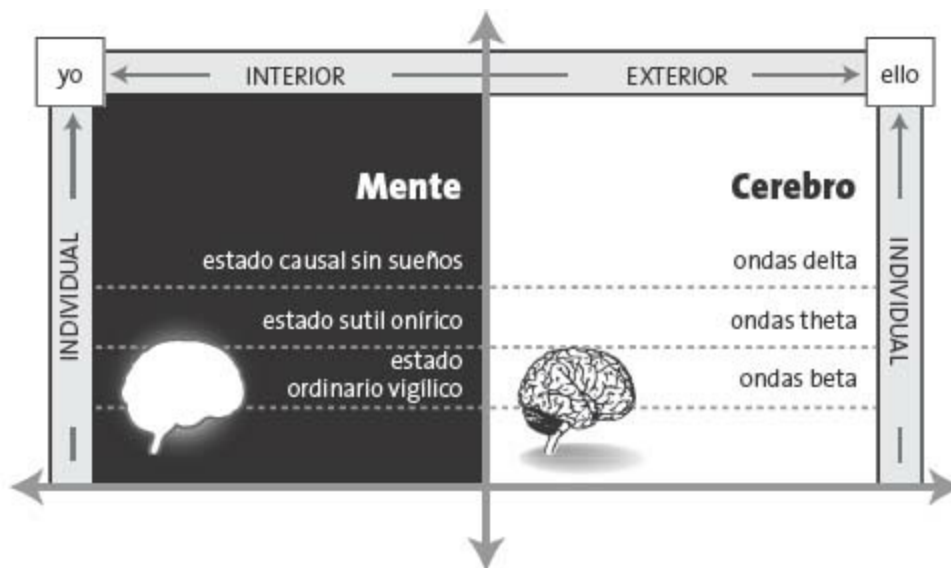 yo
INTERIOR
EXTERIOR
ello
INDIVIDUAL
Mente
estado causal sin sueños
estado sutil onírico
estado
ordinario vigílico
Cerebro
ondas delta
ondas theta
ondas beta
INDIVIDUAL